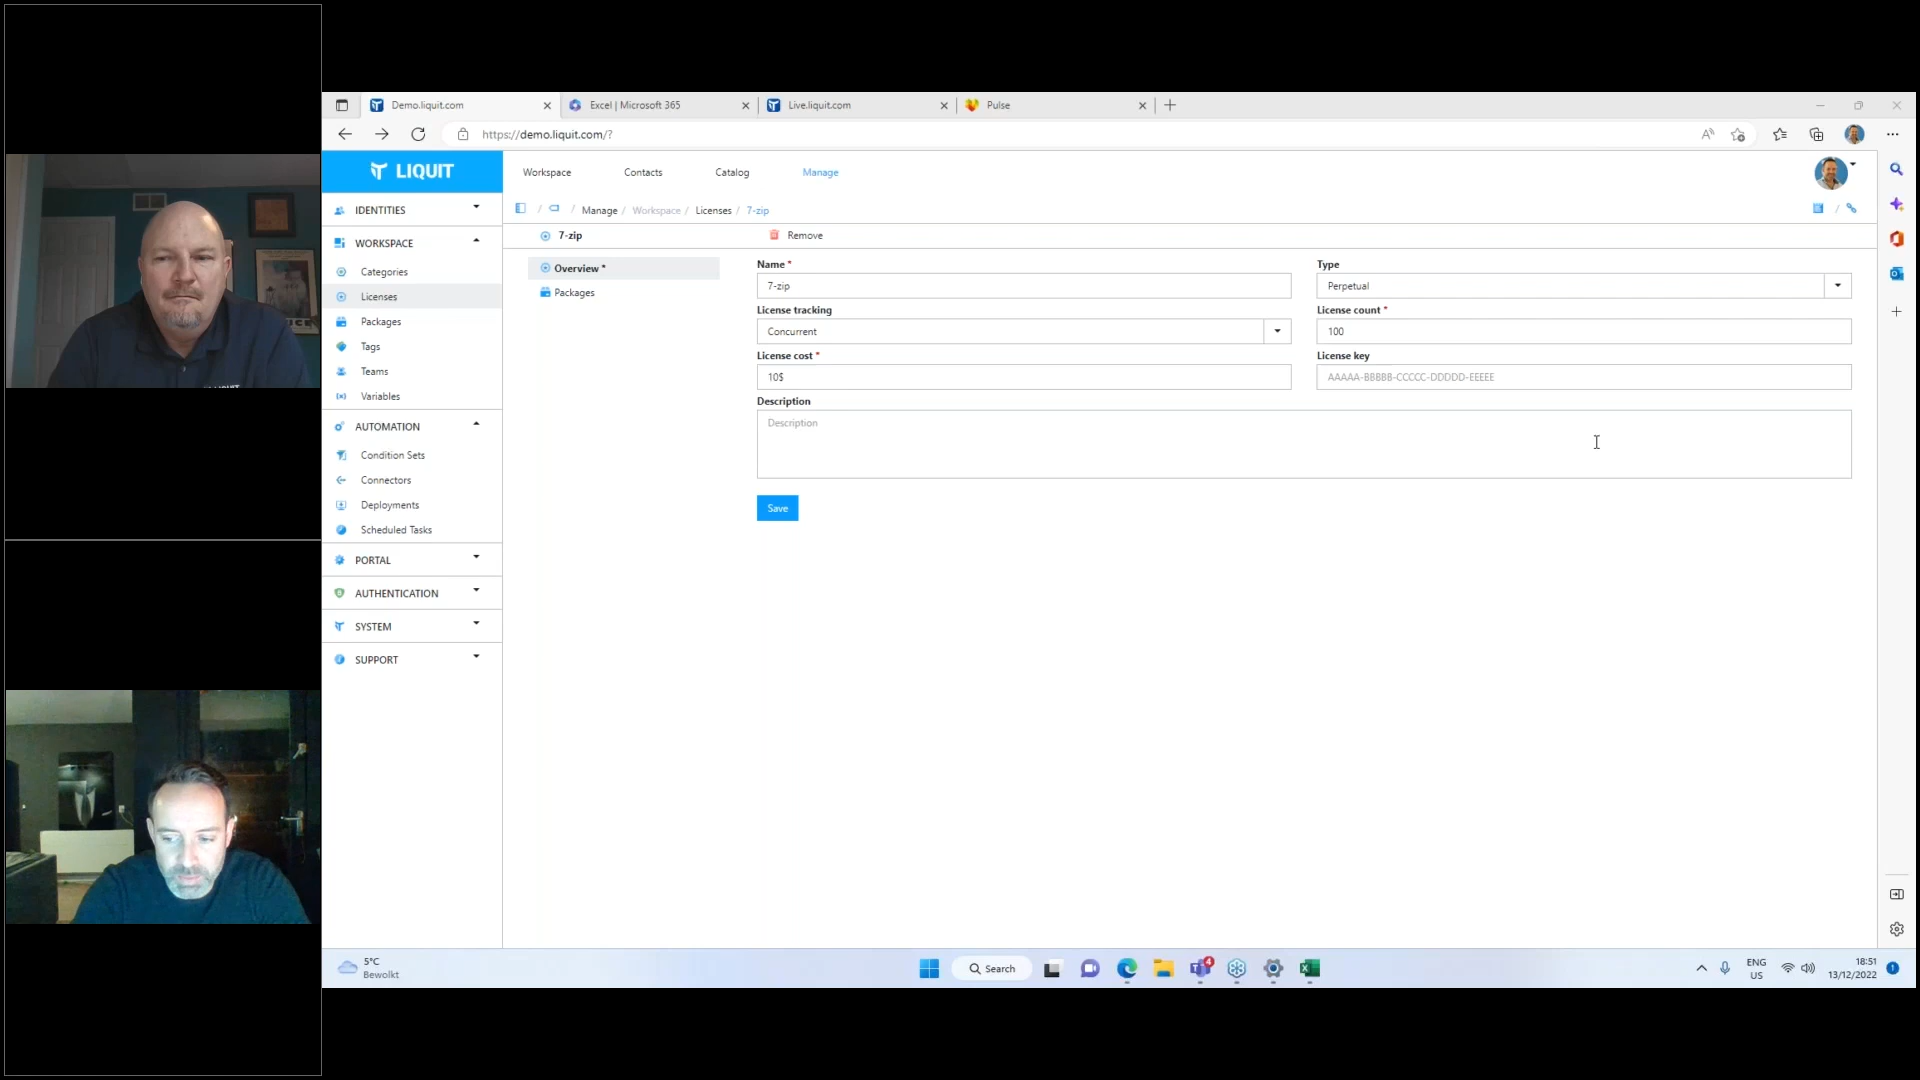 Demo.liquit.com
Excel | Microsoft 365
Live.liquit.com
Pulse
https://demo.liquit.com/?
LIQUIT
Workspace
Contacts
Catalog
Manage
IDENTITIES
WORKSPACE
Categories
Licenses
Packages
Tags
Teams
Variables
AUTOMATION
Condition Sets
Connectors
Deployments
Scheduled Tasks
PORTAL
AUTHENTICATION
SYSTEM
SUPPORT
/ / Manage / Workspace / Licenses / 7-zip
7-zip
Remove
Overview *
Packages
Name *
7-zip
Type
Perpetual
License tracking
Concurrent
License count *
100
License cost *
10$
License key
AAAAA-BBBBB-CCCCC-DDDDD-EEEEE
Description
Description
Save
5°C
Bewolkt
Search
4
ENG
US
18:51
13/12/2022